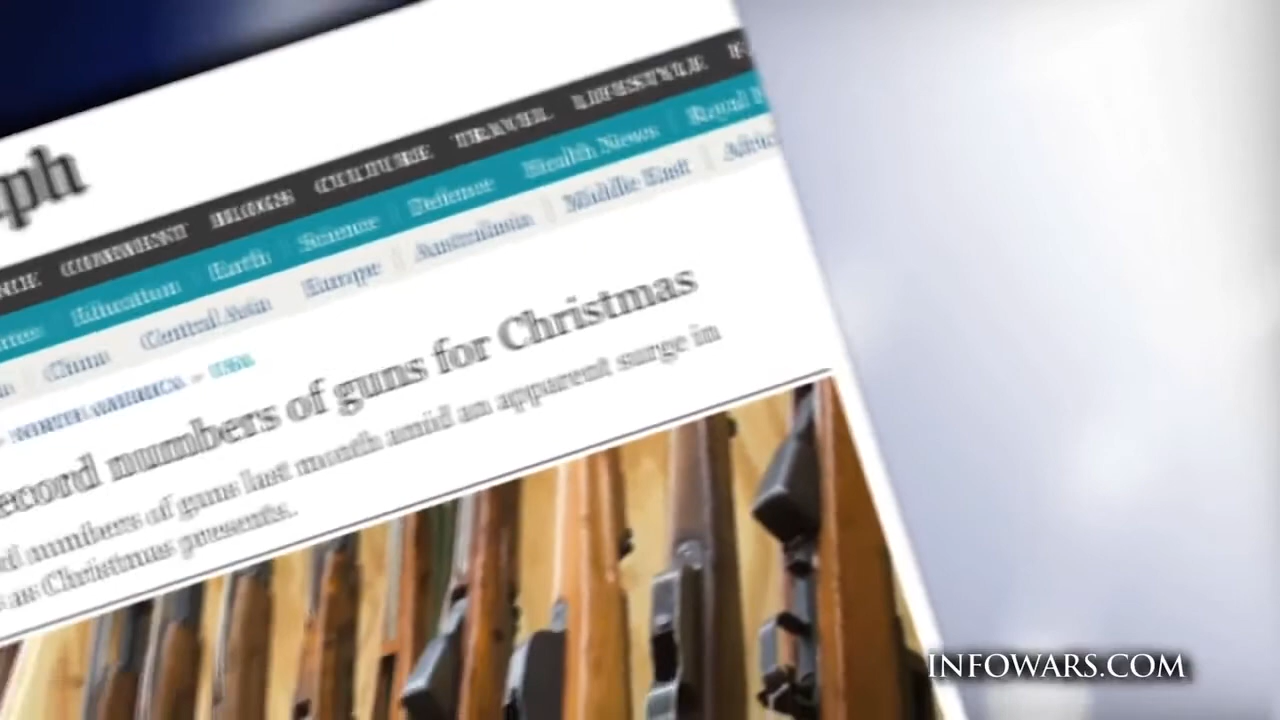 ph
COMMENT BLOGS CULTURE TRAVEL LIFESTYLE
Education Earth Science Defence Health News Royal
China Central Asia Europe Australasia Middle East
NORTH AMERICA » USA
ecord numbers of guns for Christmas
numbers of guns last month amid an apparent surge in
as Christmas presents.
INFOWARS.COM